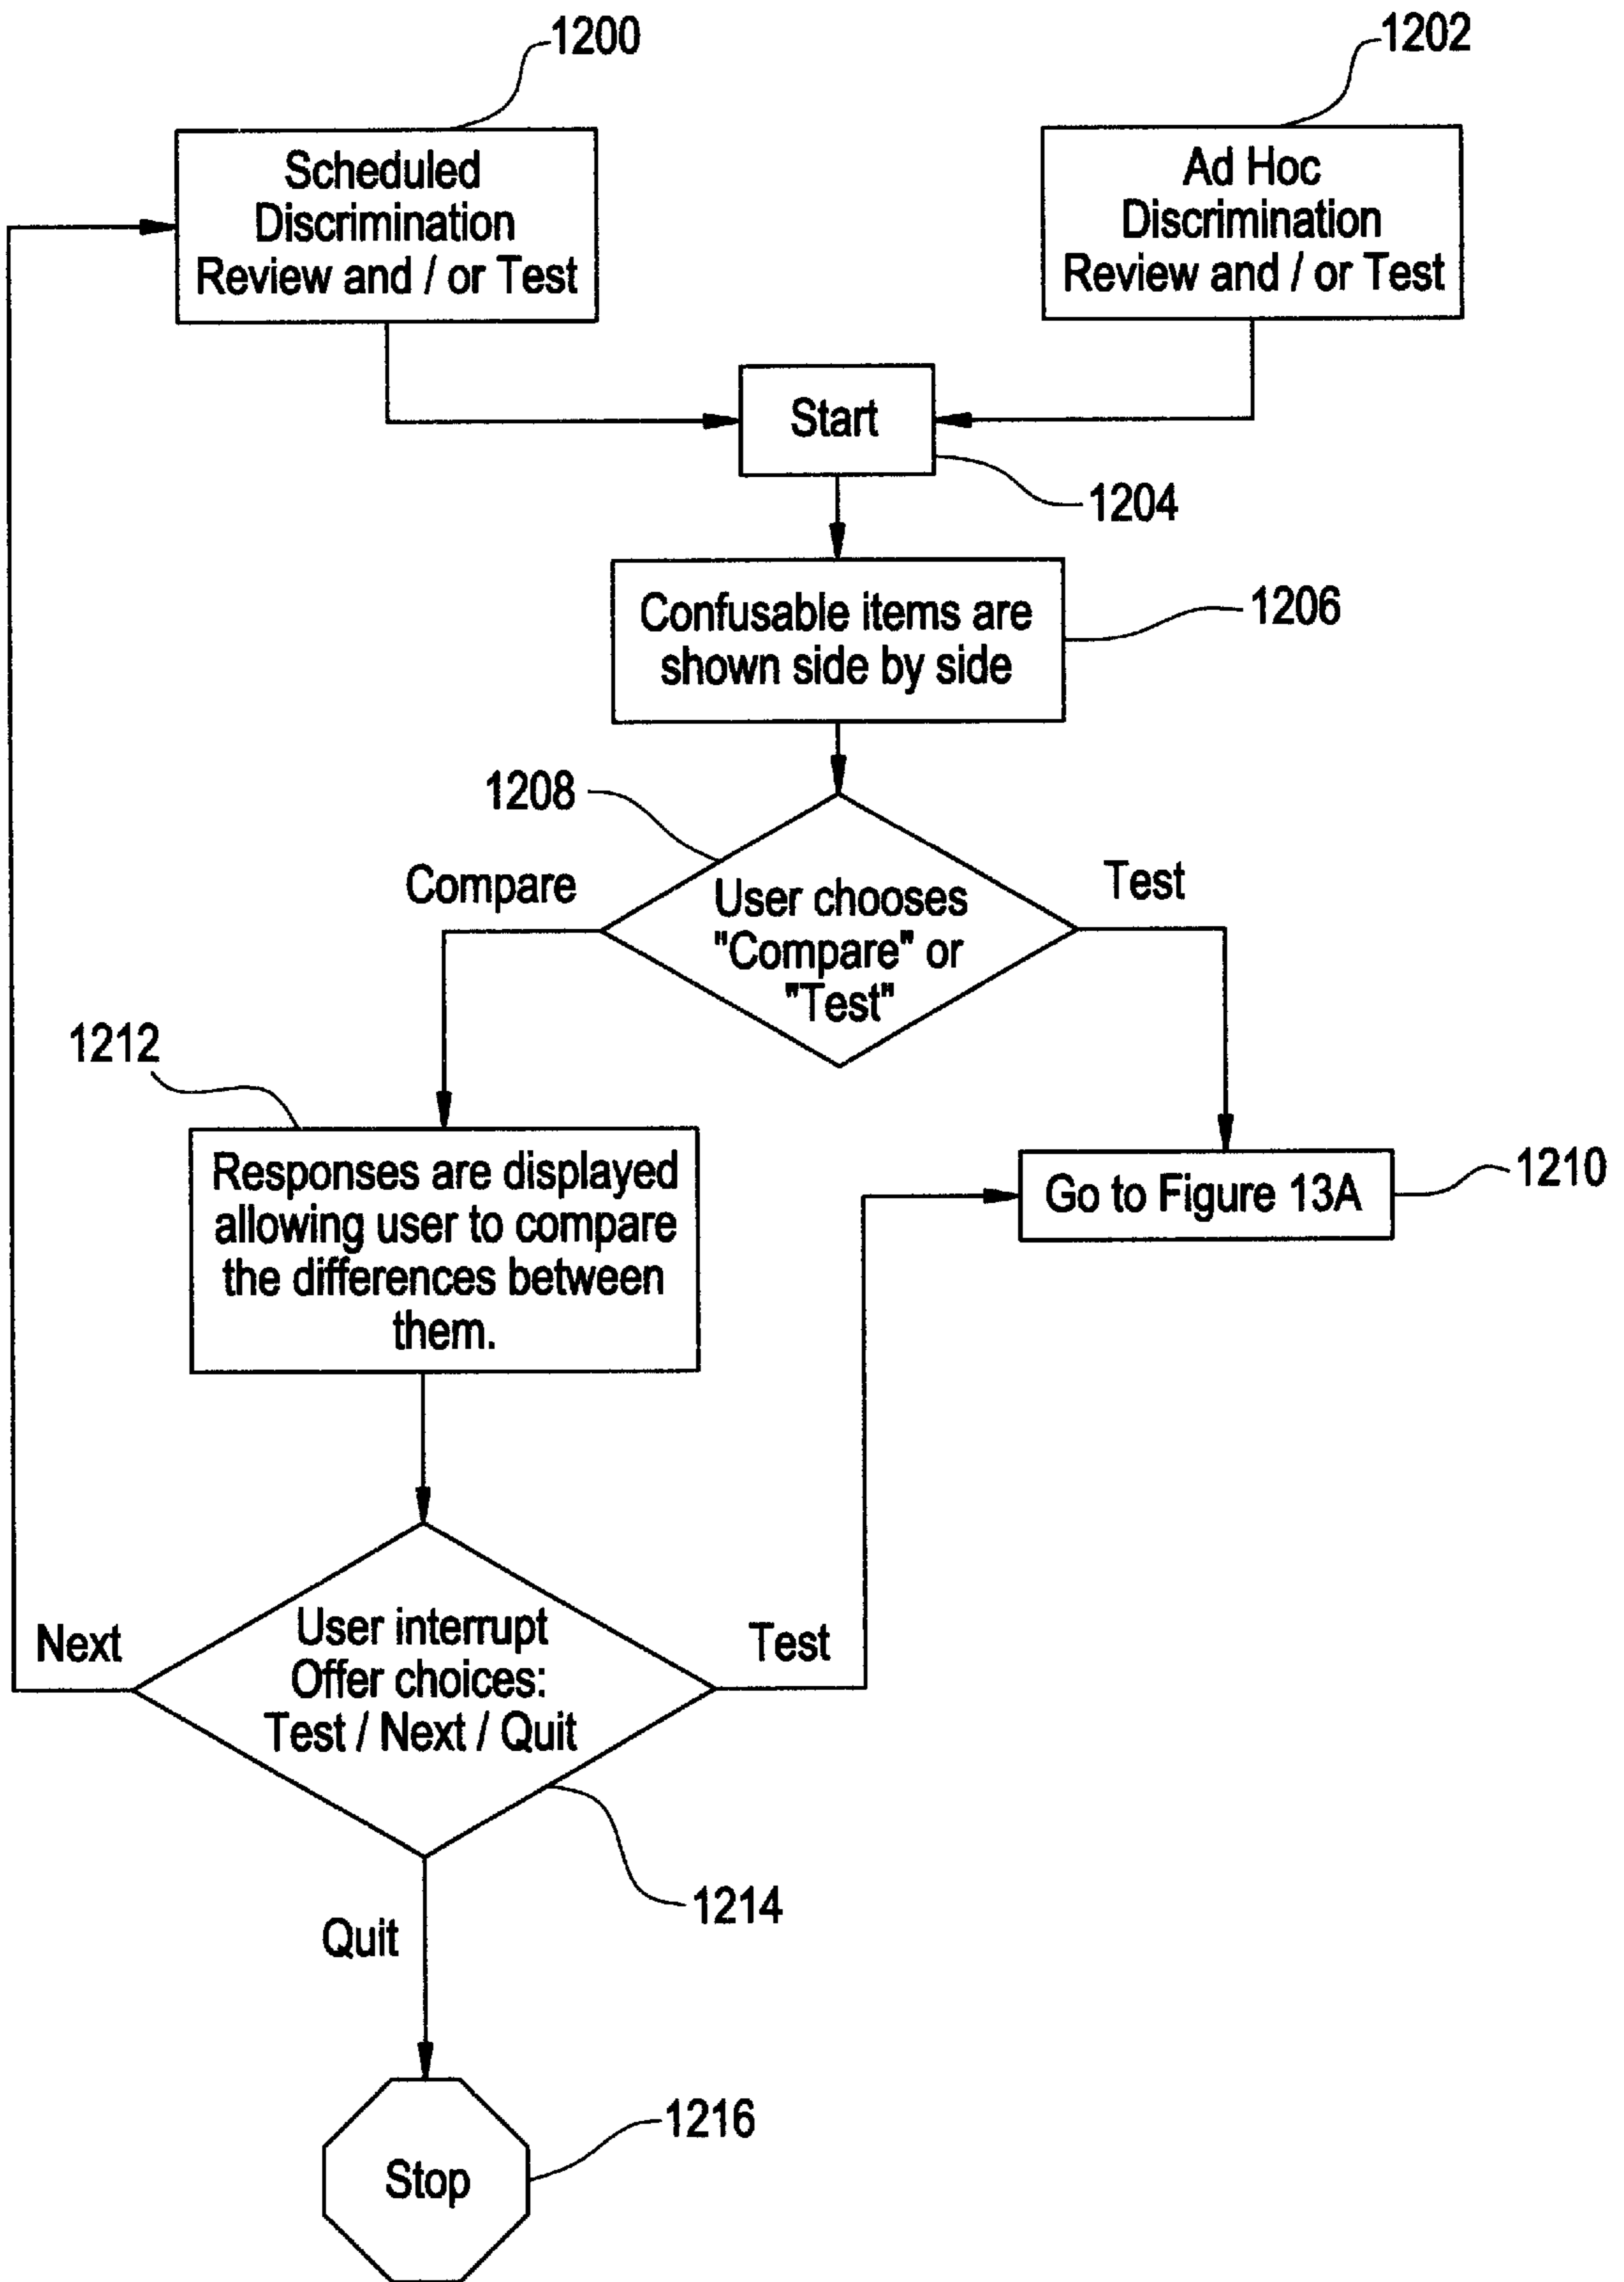 1200
1202
Scheduled
Discrimination
Review and / or Test
Ad Hoc
Discrimination
Review and / or Test
Start
1204
Confusable items are
shown side by side
1206
1208
Compare
Test
User chooses
"Compare" or
"Test"
1212
Responses are displayed
allowing user to compare
the differences between
them.
Go to Figure 13A
1210
Next
User interrupt
Offer choices:
Test / Next / Quit
Test
1214
Quit
Stop
1216